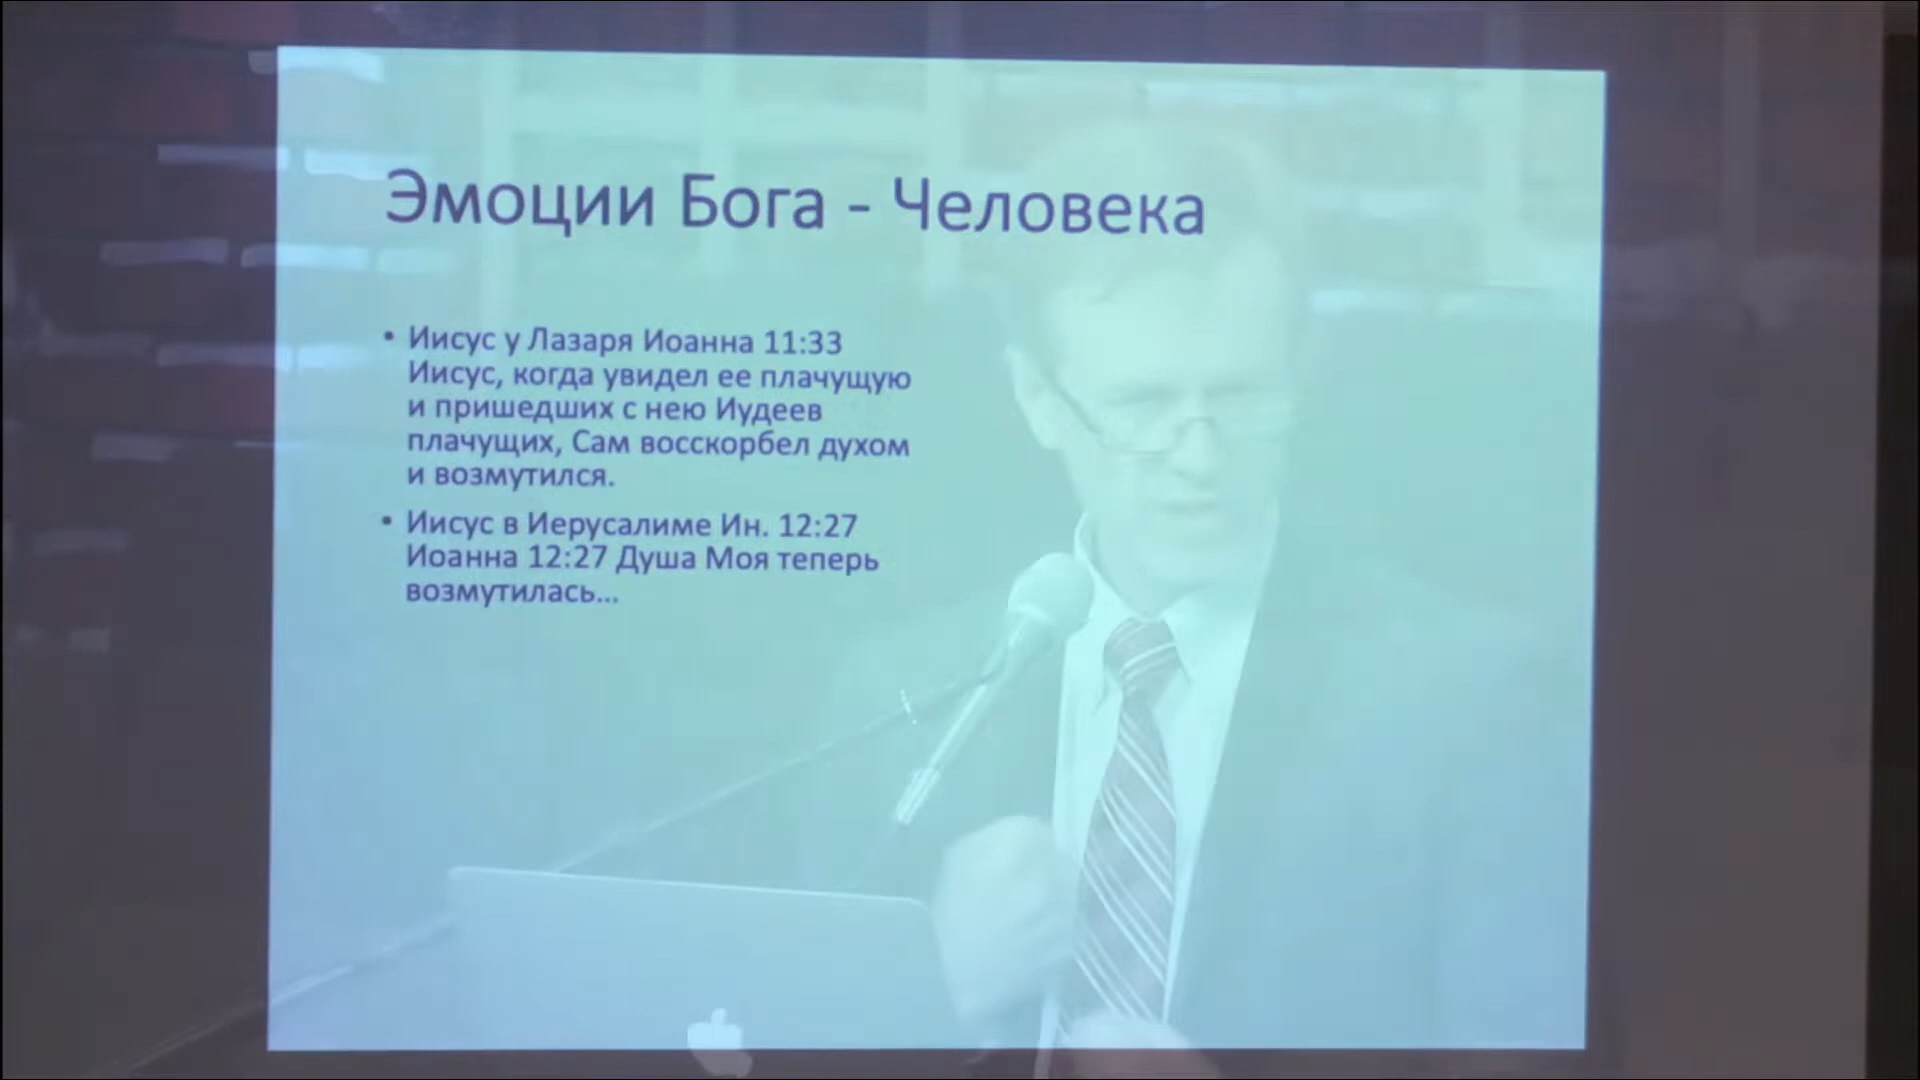 Эмоции Бога - Человека
• Иисус у Лазаря Иоанна 11:33
Иисус, когда увидел ее плачущую
и пришедших с нею Иудеев
плачущих, Сам восскорбел духом
и возмутился.
• Иисус в Иерусалиме Ин. 12:27
Иоанна 12:27 Душа Моя теперь
возмутилась...